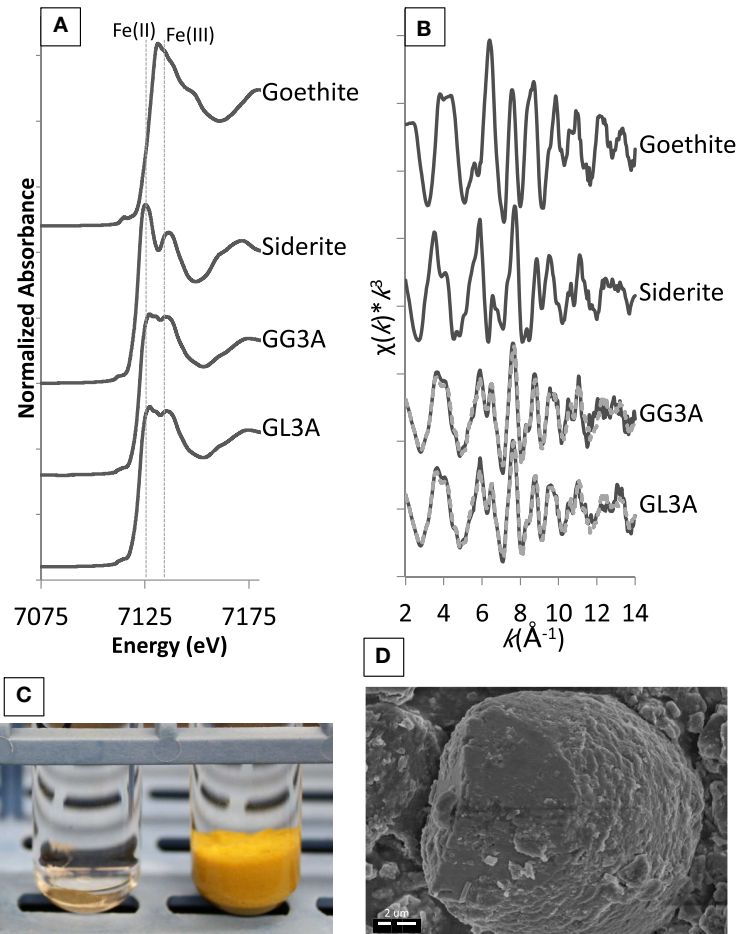 A
Fe(II)
Fe(III)
Goethite
Siderite
GG3A
GL3A
Normalized Absorbance
7075 7125 7175
Energy (eV)
B
Goethite
Siderite
GG3A
GL3A
χ(k)* k³
2 4 6 8 10 12 14
k(Å⁻¹)
C
D
2 um